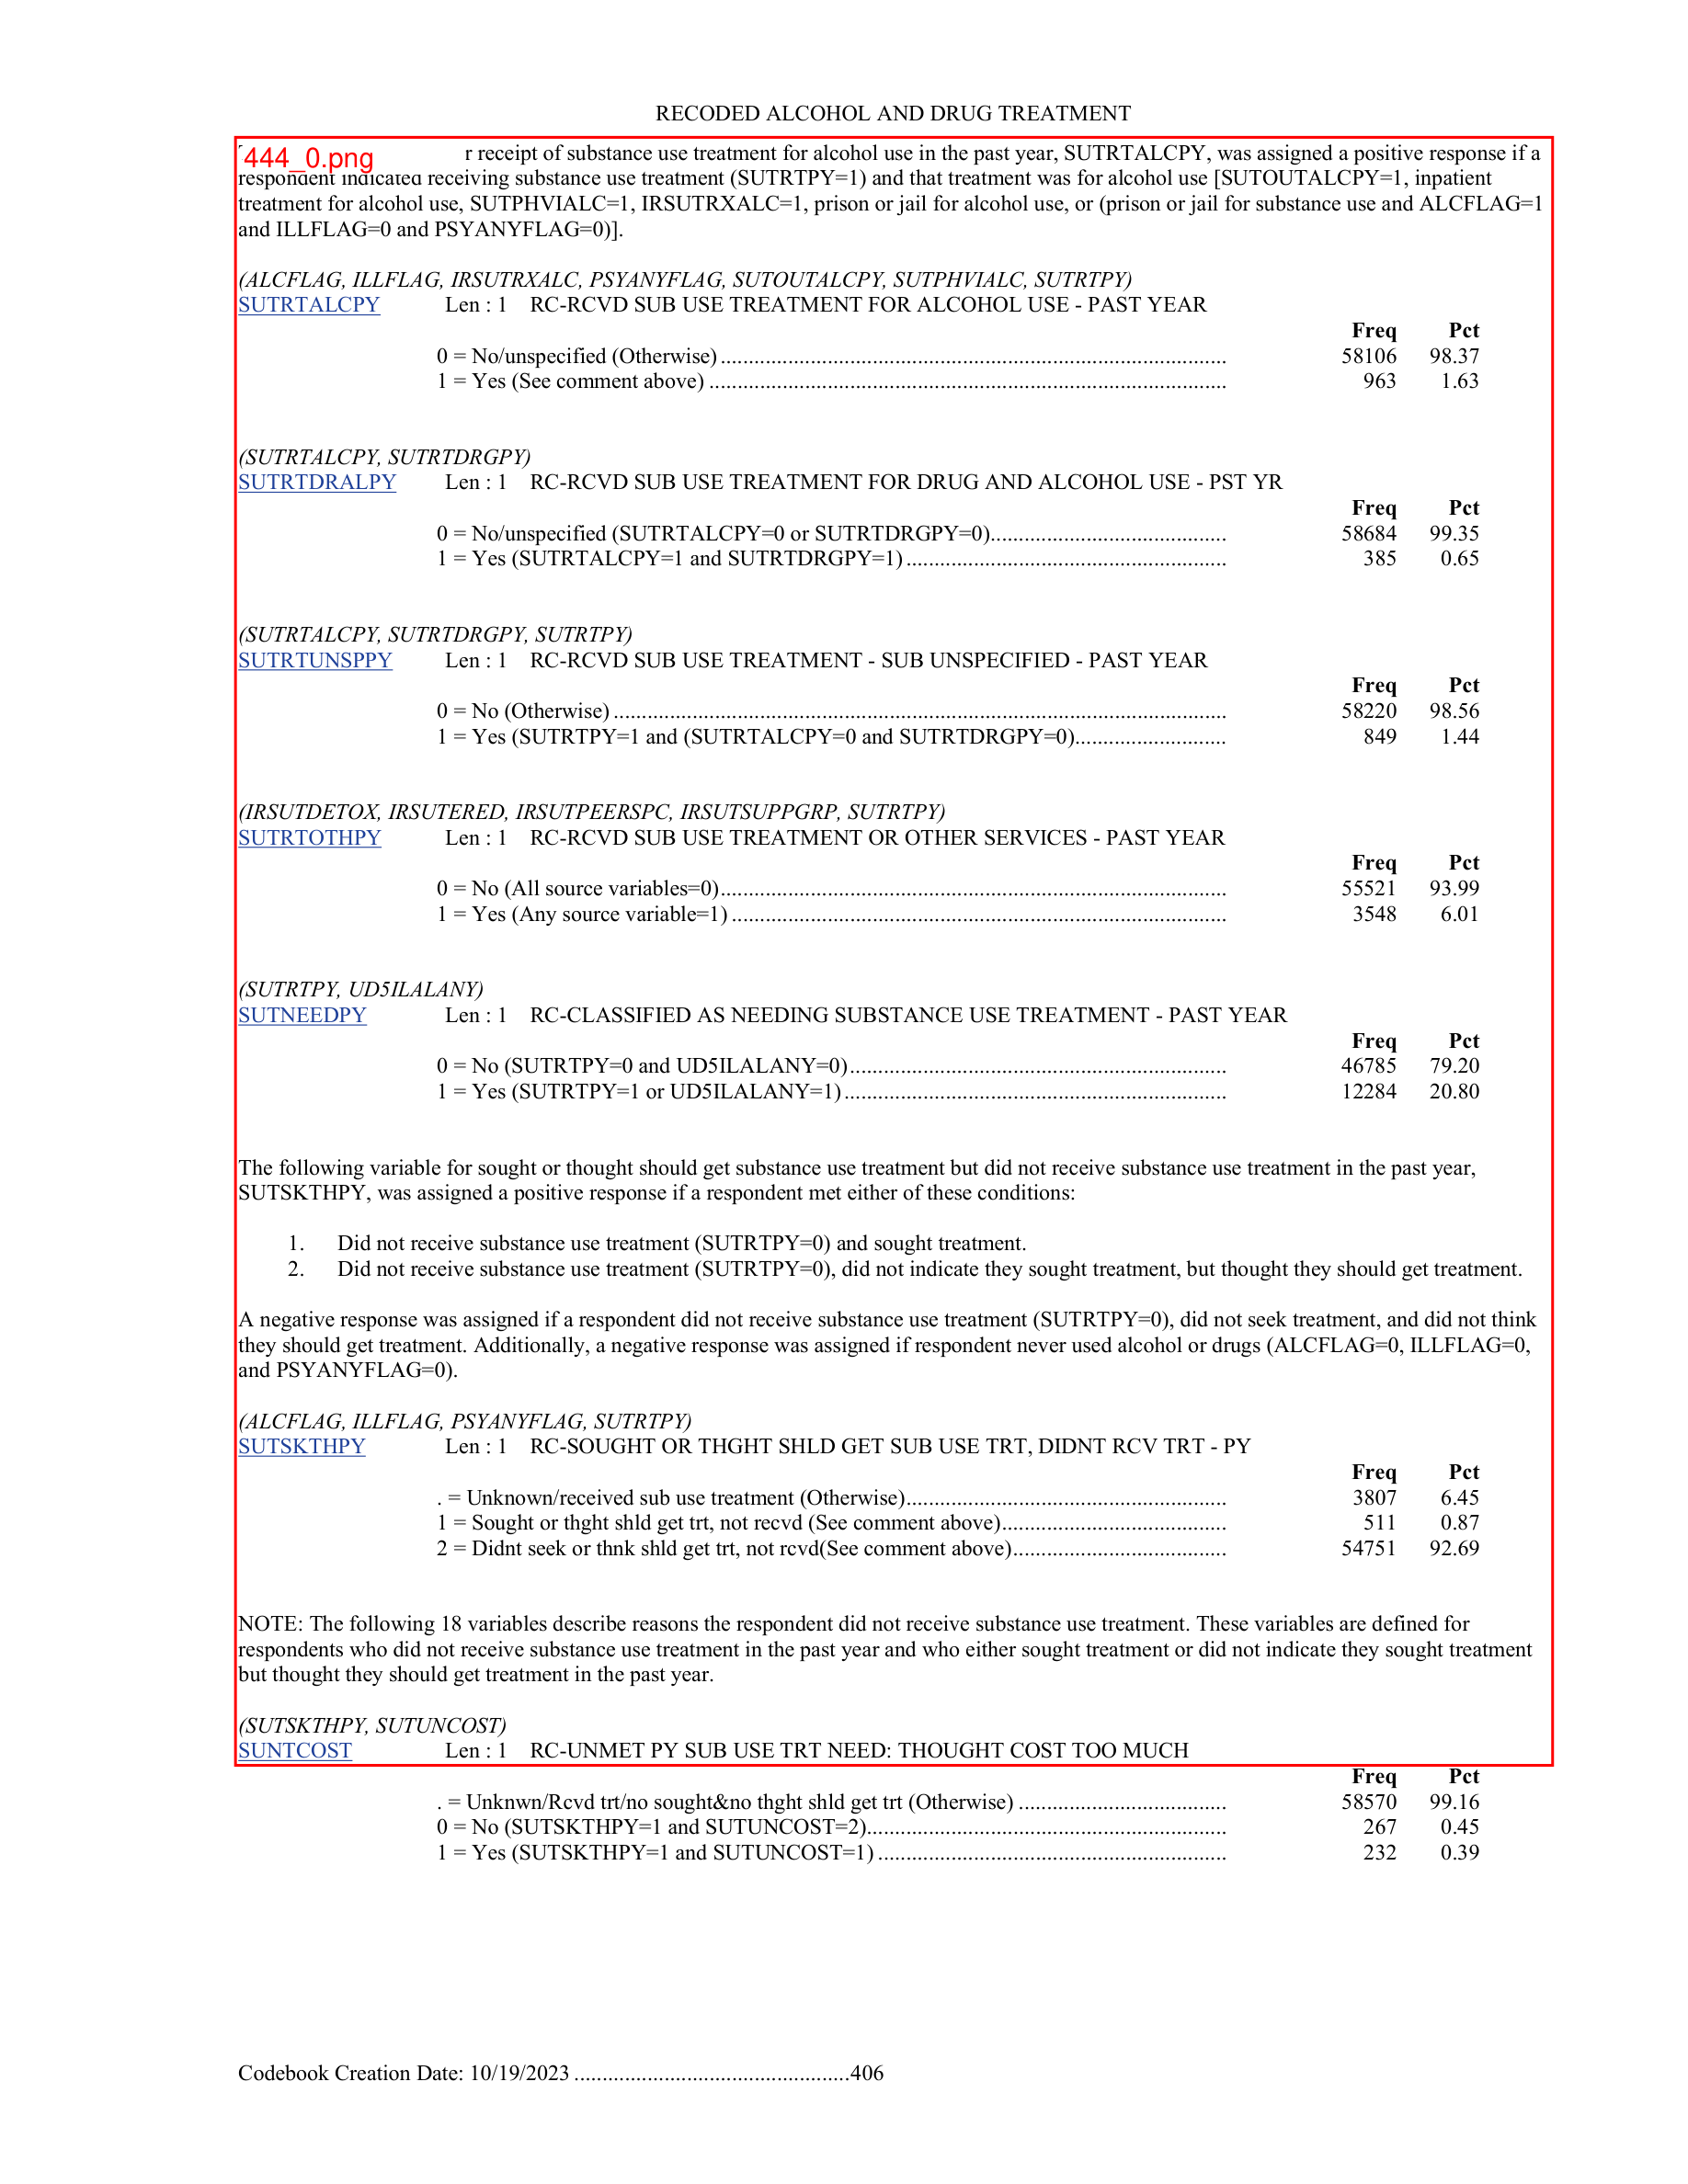 RECODED ALCOHOL AND DRUG TREATMENT
444_0.png
r receipt of substance use treatment for alcohol use in the past year, SUTRTALCPY, was assigned a positive response if a
respondent indicated receiving substance use treatment (SUTRTPY=1) and that treatment was for alcohol use [SUTOUTALCPY=1, inpatient
treatment for alcohol use, SUTPHVIALC=1, IRSUTRXALC=1, prison or jail for alcohol use, or (prison or jail for substance use and ALCFLAG=1
and ILLFLAG=0 and PSYANYFLAG=0)].
(ALCFLAG, ILLFLAG, IRSUTRXALC, PSYANYFLAG, SUTOUTALCPY, SUTPHVIALC, SUTRTPY)
SUTRTALCPY Len : 1 RC-RCVD SUB USE TREATMENT FOR ALCOHOL USE - PAST YEAR
Freq Pct
0 = No/unspecified (Otherwise) 58106 98.37
1 = Yes (See comment above) 963 1.63
(SUTRTALCPY, SUTRTDRGPY)
SUTRTDRALPY Len : 1 RC-RCVD SUB USE TREATMENT FOR DRUG AND ALCOHOL USE - PST YR
Freq Pct
0 = No/unspecified (SUTRTALCPY=0 or SUTRTDRGPY=0) 58684 99.35
1 = Yes (SUTRTALCPY=1 and SUTRTDRGPY=1) 385 0.65
(SUTRTALCPY, SUTRTDRGPY, SUTRTPY)
SUTRTUNSPPY Len : 1 RC-RCVD SUB USE TREATMENT - SUB UNSPECIFIED - PAST YEAR
Freq Pct
0 = No (Otherwise) 58220 98.56
1 = Yes (SUTRTPY=1 and (SUTRTALCPY=0 and SUTRTDRGPY=0) 849 1.44
(IRSUTDETOX, IRSUTERED, IRSUTPEERSPC, IRSUTSUPPGRP, SUTRTPY)
SUTRTOTHPY Len : 1 RC-RCVD SUB USE TREATMENT OR OTHER SERVICES - PAST YEAR
Freq Pct
0 = No (All source variables=0) 55521 93.99
1 = Yes (Any source variable=1) 3548 6.01
(SUTRTPY, UD5ILALANY)
SUTNEEDPY Len : 1 RC-CLASSIFIED AS NEEDING SUBSTANCE USE TREATMENT - PAST YEAR
Freq Pct
0 = No (SUTRTPY=0 and UD5ILALANY=0) 46785 79.20
1 = Yes (SUTRTPY=1 or UD5ILALANY=1) 12284 20.80
The following variable for sought or thought should get substance use treatment but did not receive substance use treatment in the past year,
SUTSKTHPY, was assigned a positive response if a respondent met either of these conditions:
1. Did not receive substance use treatment (SUTRTPY=0) and sought treatment.
2. Did not receive substance use treatment (SUTRTPY=0), did not indicate they sought treatment, but thought they should get treatment.
A negative response was assigned if a respondent did not receive substance use treatment (SUTRTPY=0), did not seek treatment, and did not think
they should get treatment. Additionally, a negative response was assigned if respondent never used alcohol or drugs (ALCFLAG=0, ILLFLAG=0,
and PSYANYFLAG=0).
(ALCFLAG, ILLFLAG, PSYANYFLAG, SUTRTPY)
SUTSKTHPY Len : 1 RC-SOUGHT OR THGHT SHLD GET SUB USE TRT, DIDNT RCV TRT - PY
Freq Pct
. = Unknown/received sub use treatment (Otherwise) 3807 6.45
1 = Sought or thght shld get trt, not recvd (See comment above) 511 0.87
2 = Didnt seek or thnk shld get trt, not rcvd(See comment above) 54751 92.69
NOTE: The following 18 variables describe reasons the respondent did not receive substance use treatment. These variables are defined for
respondents who did not receive substance use treatment in the past year and who either sought treatment or did not indicate they sought treatment
but thought they should get treatment in the past year.
(SUTSKTHPY, SUTUNCOST)
SUNTCOST Len : 1 RC-UNMET PY SUB USE TRT NEED: THOUGHT COST TOO MUCH
Freq Pct
. = Unknwn/Rcvd trt/no sought&no thght shld get trt (Otherwise) 58570 99.16
0 = No (SUTSKTHPY=1 and SUTUNCOST=2) 267 0.45
1 = Yes (SUTSKTHPY=1 and SUTUNCOST=1) 232 0.39
Codebook Creation Date: 10/19/2023 406